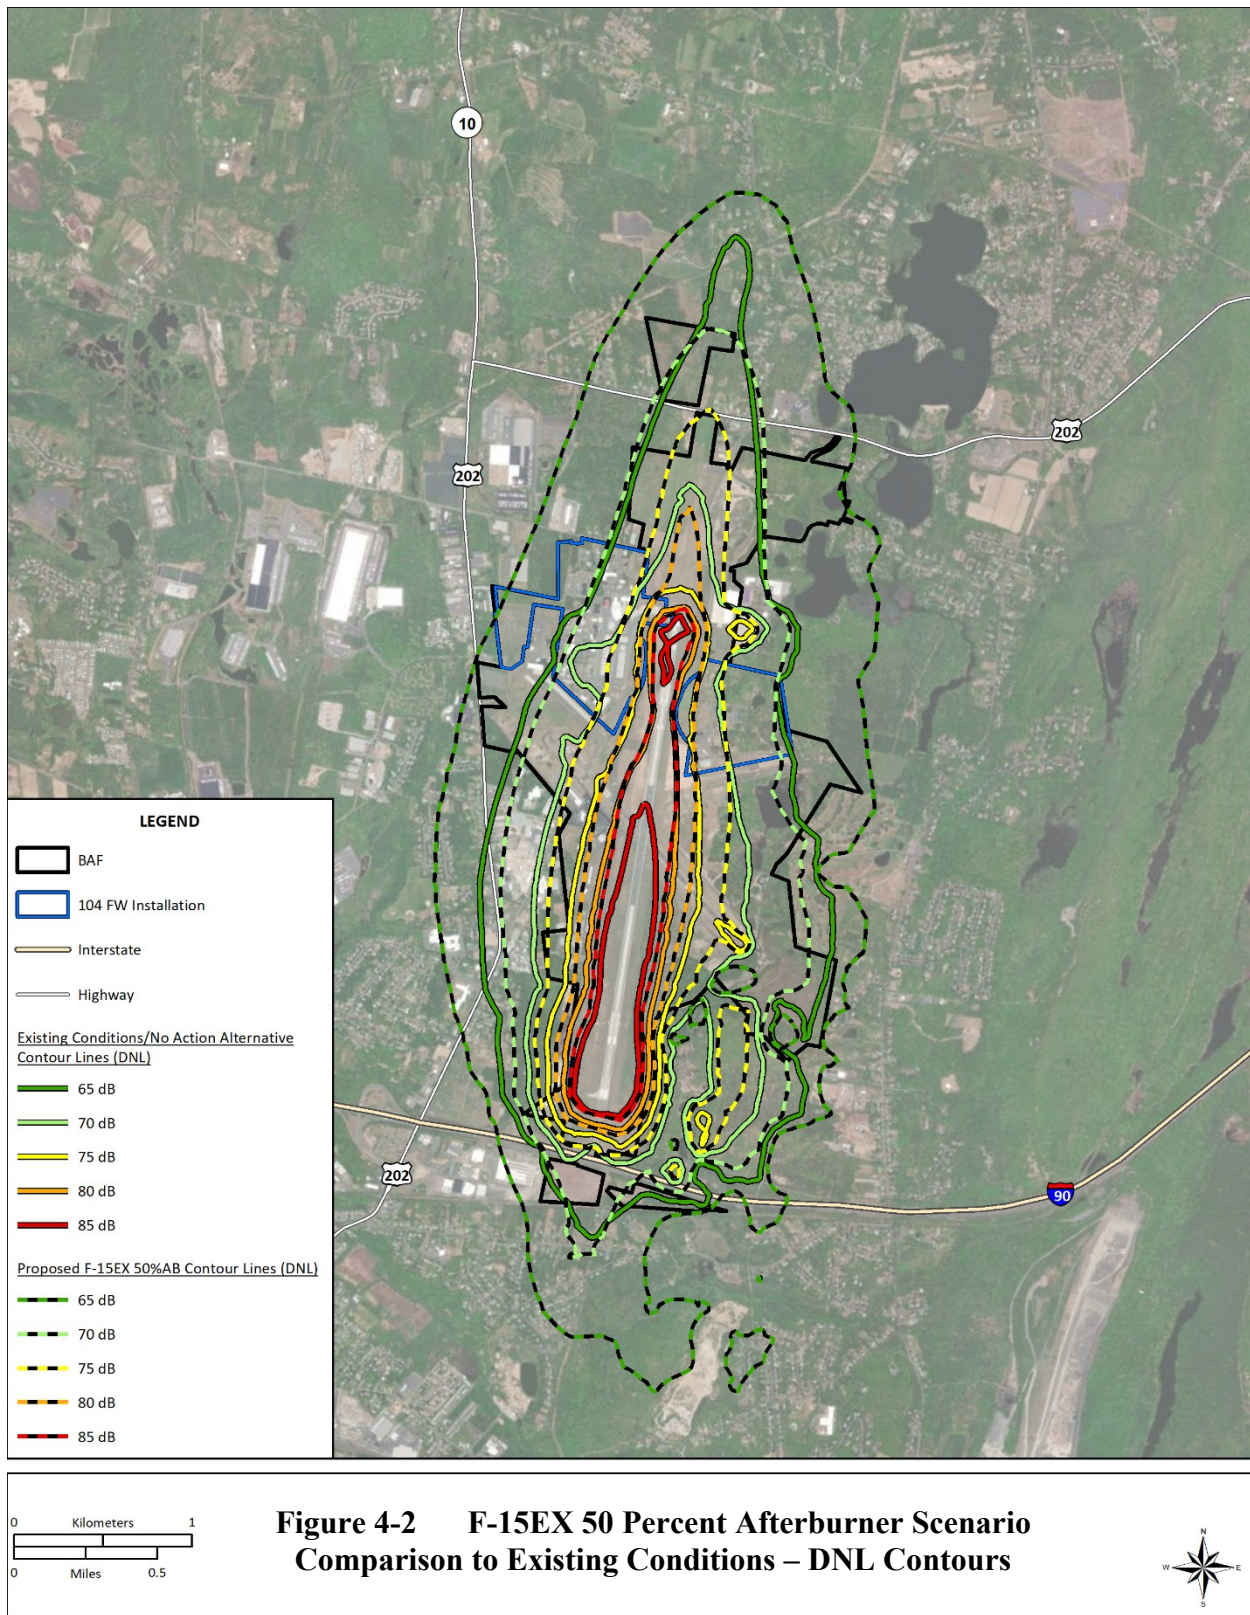 10
202
202
202
90
LEGEND
BAF
104 FW Installation
Interstate
Highway
Existing Conditions/No Action Alternative
Contour Lines (DNL)
65 dB
70 dB
75 dB
80 dB
85 dB
Proposed F-15EX 50%AB Contour Lines (DNL)
65 dB
70 dB
75 dB
80 dB
85 dB
0 Kilometers 1
0 Miles 0.5
Figure 4-2 F-15EX 50 Percent Afterburner Scenario
Comparison to Existing Conditions – DNL Contours
N
W E
S